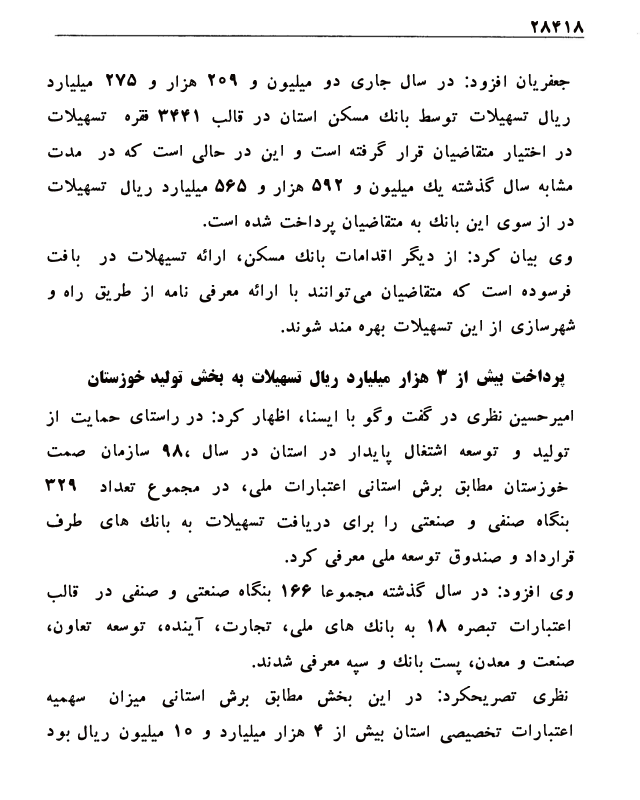 ۲۸۴۱۸
جعفریان افزود: در سال جاری دو میلیون و ۲۰۹ هزار و ۲۷۵ میلیارد
ریال تسهیلات توسط بانك مسكن استان در قالب ۳۴۴۱ فقره تسهیلات
در اختیار متقاضیان قرار گرفته است و این در حالی است که در مدت
مشابه سال گذشته یك میلیون و ۵۹۲ هزار و ۵۶۵ میلیارد ریال تسهیلات
در از سوی این بانك به متقاضیان پرداخت شده است.
وی بیان کرد: از دیگر اقدامات بانك مسکن، ارائه تسیهلات در بافت
فرسوده است که متقاضیان می‌توانند با ارائه معرفی نامه از طریق راه و
شهرسازی از این تسهیلات بهره مند شوند.
پرداخت بیش از ۳ هزار میلیارد ریال تسهیلات به بخش تولید خوزستان
امیرحسین نظری در گفت وگو با ایسنا، اظهار کرد: در راستای حمایت از
تولید و توسعه اشتغال پایدار در استان در سال ،۹۸ سازمان صمت
خوزستان مطابق برش استانی اعتبارات ملی، در مجموع تعداد ۳۲۹
بنگاه صنفی و صنعتی را برای دریافت تسهیلات به بانك های طرف
قرارداد و صندوق توسعه ملی معرفی کرد.
وی افزود: در سال گذشته مجموعا ۱۶۶ بنگاه صنعتی و صنفی در قالب
اعتبارات تبصره ۱۸ به بانك های ملی، تجارت، آینده، توسعه تعاون،
صنعت و معدن، پست بانك و سپه معرفی شدند.
نظری تصریحکرد: در این بخش مطابق برش استانی میزان سهمیه
اعتبارات تخصیصی استان بیش از ۴ هزار میلیارد و ۱۰ میلیون ریال بود